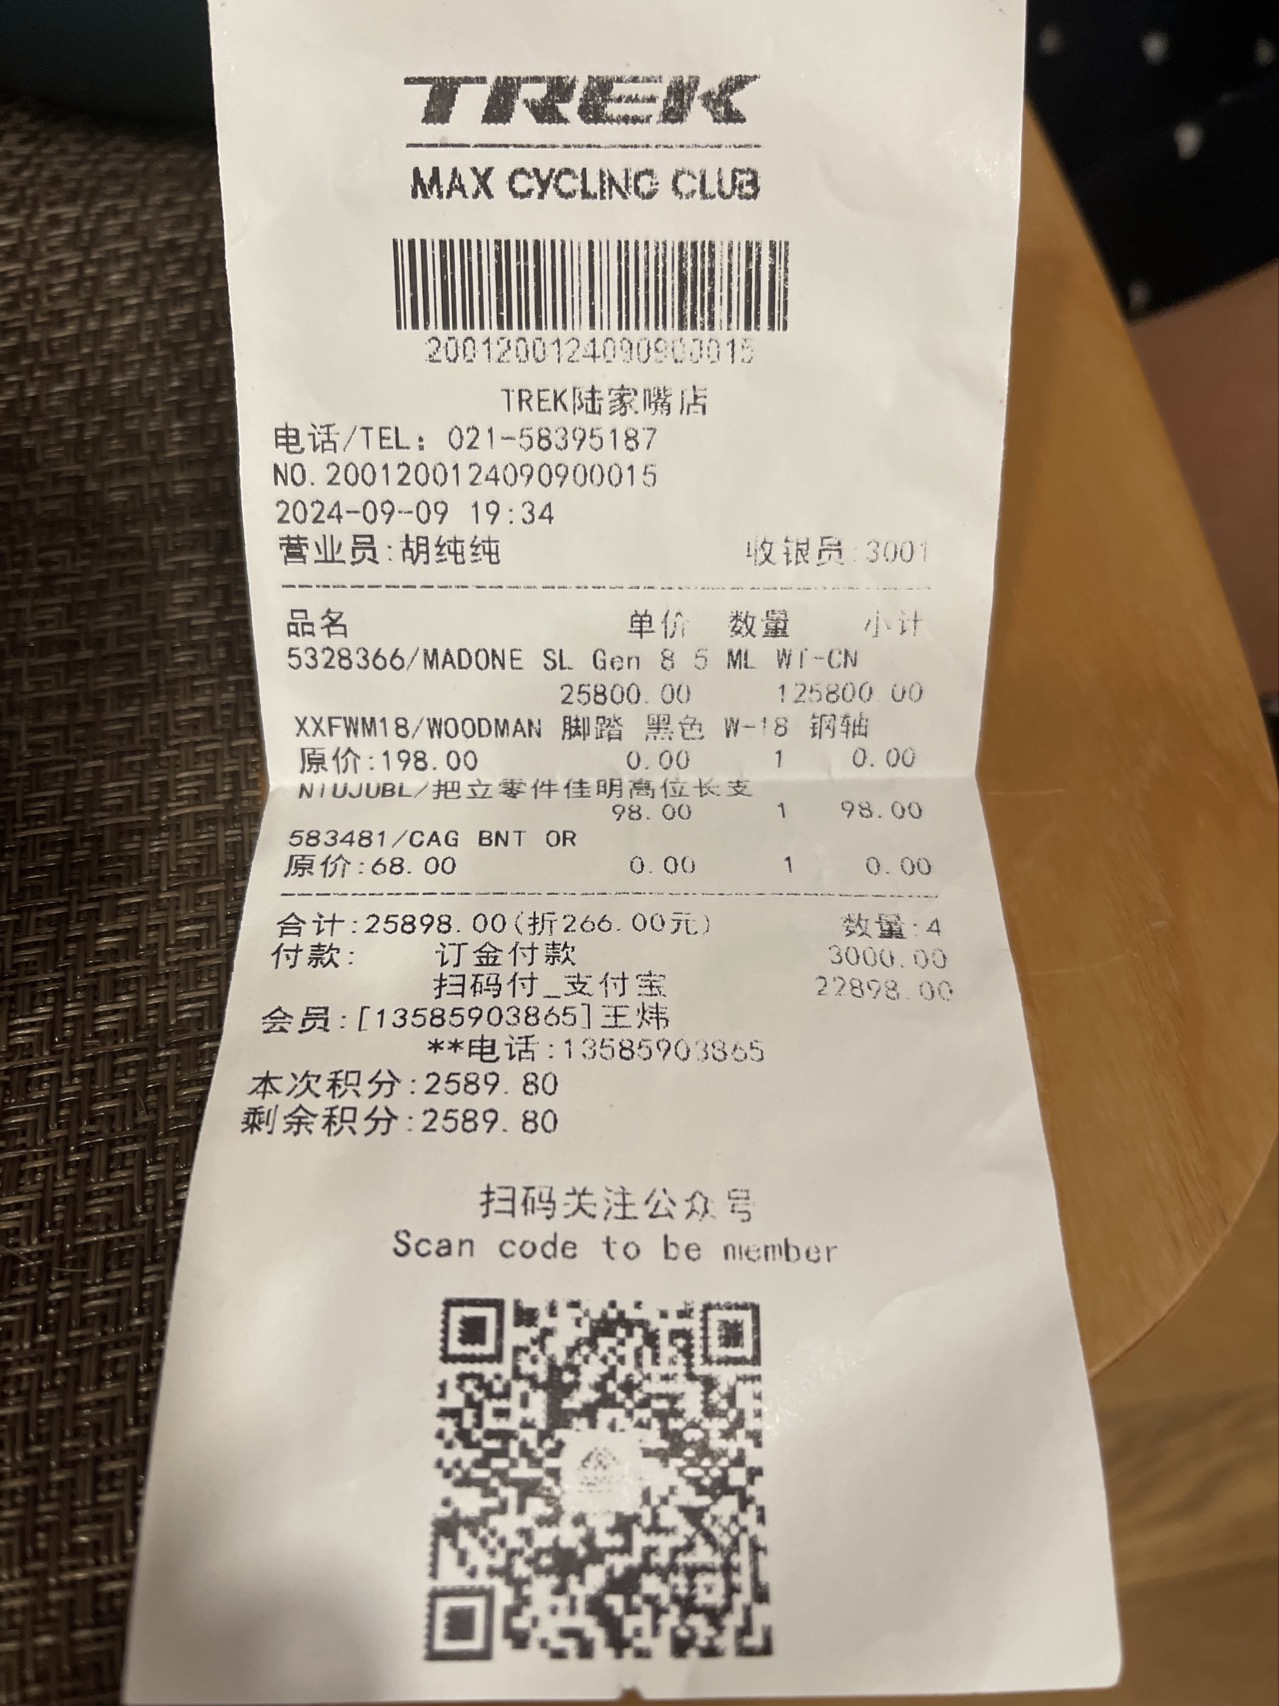 TREK
MAX CYCLING CLUB
2001200124090900015
TREK陆家嘴店
电话/TEL: 021-58395187
NO.2001200124090900015
2024-09-09 19:34
营业员:胡纯纯 收银员:3001
品名 单价 数量 小计
5328366/MADONE SL Gen 8 5 ML WT-CN
25800.00 125800 00
XXFWM18/WOODMAN 脚踏 黑色 W-18 钢轴
原价:198.00 0.00 1 0.00
NIUJUBL/把立零件佳明高位长支
98.00 1 98.00
583481/CAG BNT OR
原价:68.00 0.00 1 0.00
合计:25898.00(折266.00元) 数量:4
付款: 订金付款 3000.00
扫码付_支付宝 22898.00
会员:[13585903865]王炜
**电话:13585903865
本次积分:2589.80
剩余积分:2589.80
扫码关注公众号
Scan code to be member